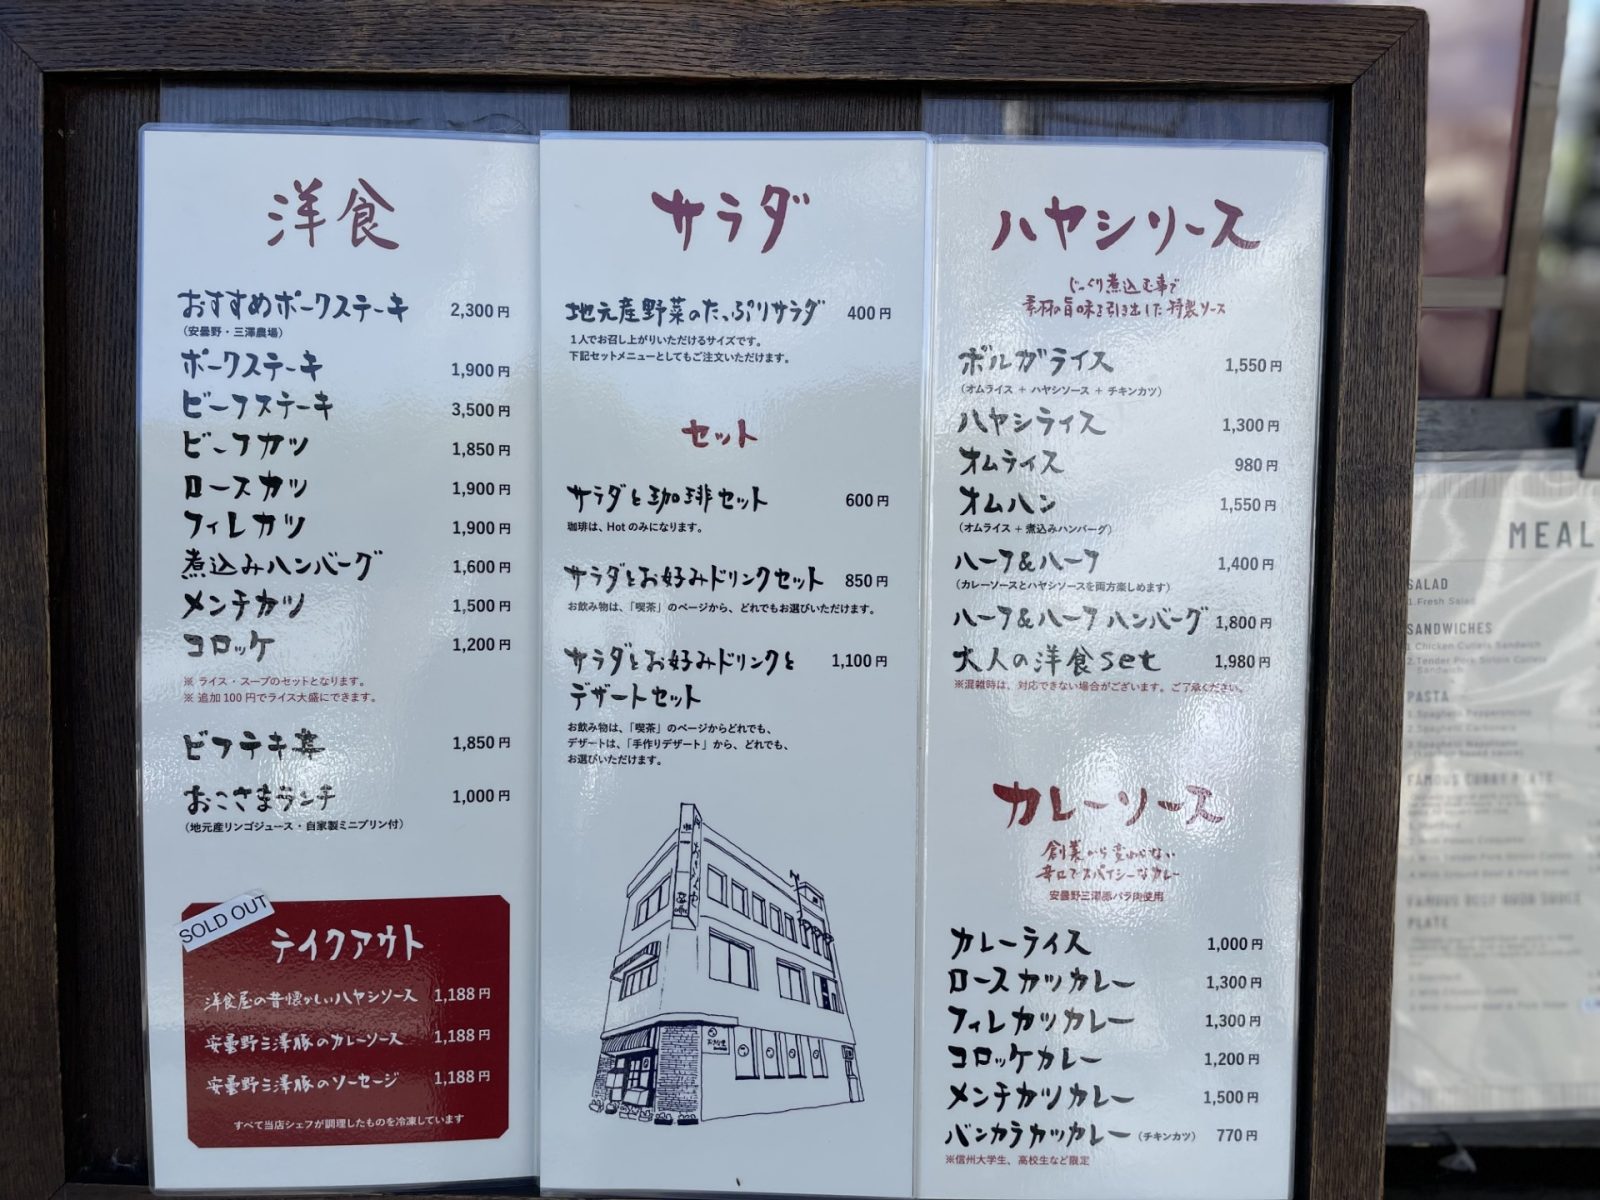 洋食
おすすめポークステーキ 2,300円
(安曇野・三澤農場)
ポークステーキ 1,900円
ビーフステーキ 3,500円
ビーフカツ 1,850円
ロースカツ 1,900円
フィレカツ 1,900円
煮込みハンバーグ 1,600円
メンチカツ 1,500円
コロッケ 1,200円
※ ライス・スープのセットとなります。
※ 追加100円でライス大盛にできます。
ビフテキ丼 1,850円
おこさまランチ 1,000円
(地元産リンゴジュース・自家製ミニプリン付)
SOLD OUT
テイクアウト
洋食屋の昔懐かしいハヤシソース 1,188円
安曇野三澤豚のカレーソース 1,188円
安曇野三澤豚のソーセージ 1,188円
すべて当店シェフが調理したものを冷凍しています
サラダ
地元産野菜のたっぷりサラダ 400円
1人でお召し上がりいただけるサイズです。
下記セットメニューとしてもご注文いただけます。
セット
サラダと珈琲セット 600円
珈琲は、Hotのみになります。
サラダとお好みドリンクセット 850円
お飲み物は、「喫茶」のページから、どれでもお選びいただけます。
サラダとお好みドリンクと 1,100円
デザートセット
お飲み物は、「喫茶」のページからどれでも、
デザートは、「手作りデザート」から、どれでも、
お選びいただけます。
ハヤシソース
じっくり煮込む事で
素材の旨味を引き出した特製ソース
ボルガライス 1,550円
(オムライス + ハヤシソース + チキンカツ)
ハヤシライス 1,300円
オムライス 980円
オムハン 1,550円
(オムライス + 煮込みハンバーグ)
ハーフ&ハーフ 1,400円
(カレーソースとハヤシソースを両方楽しめます)
ハーフ&ハーフ ハンバーグ 1,800円
大人の洋食set 1,980円
※混雑時は、対応できない場合がございます。ご了承ください。
カレーソース
創業から変わらない
辛口でスパイシーなカレー
安曇野三澤豚バラ肉使用
カレーライス 1,000円
ロースカツカレー 1,300円
フィレカツカレー 1,300円
コロッケカレー 1,200円
メンチカツカレー 1,500円
バンカラカツカレー (チキンカツ) 770円
※信州大学生、高校生など限定
MEAL
SALAD
1.Fresh Salad
SANDWICHES
1 Chicken Cutlets Sandwich
2.Tender Pork Sirloin Cutlets
Sandwich
PASTA
1.Spaghetti Peperoncino
2.Spaghetti Carbonara
3.Spaghetti Napolitana
FAMOUS CURRY PLATE
PLATE